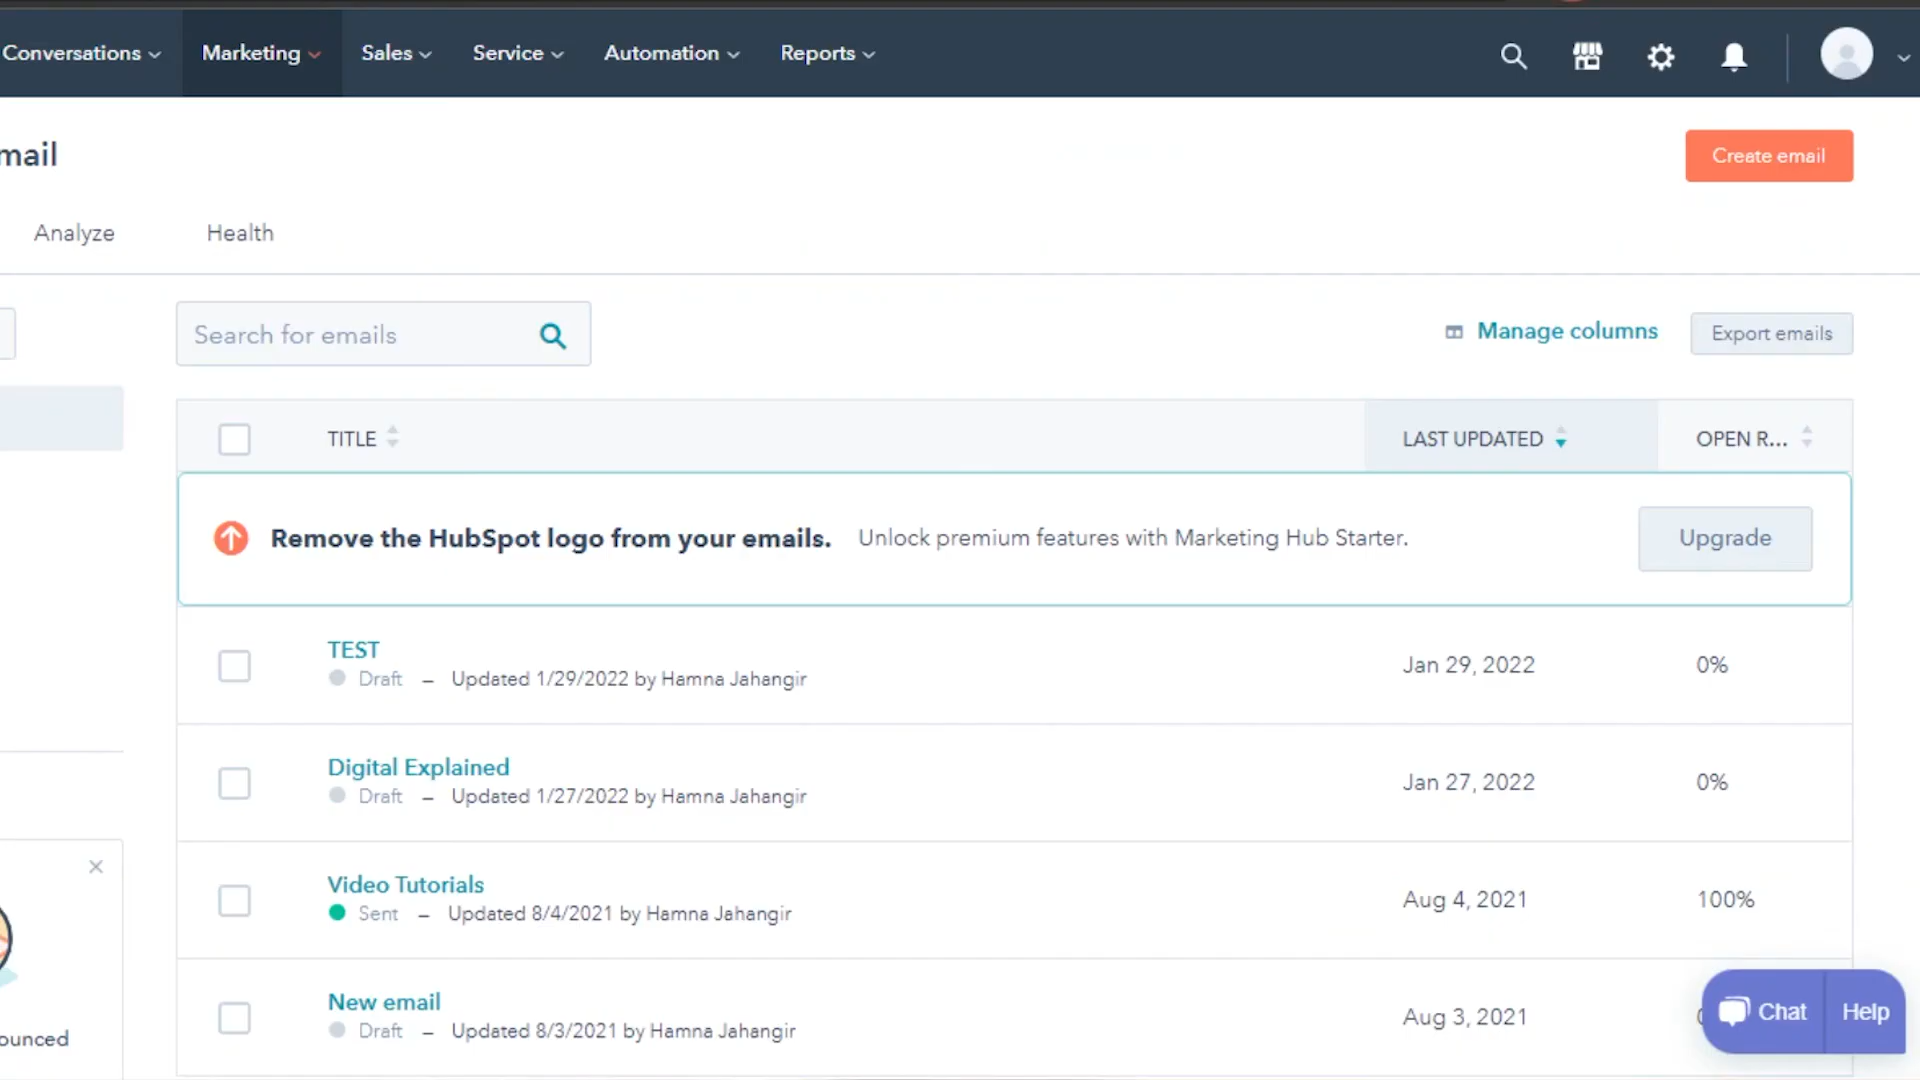 Conversations Marketing Sales Service Automation Reports
mail
Create email
Analyze Health
Search for emails
Manage columns Export emails
TITLE LAST UPDATED OPEN R...
Remove the HubSpot logo from your emails. Unlock premium features with Marketing Hub Starter. Upgrade
TEST
Draft – Updated 1/29/2022 by Hamna Jahangir
Jan 29, 2022 0%
Digital Explained
Draft – Updated 1/27/2022 by Hamna Jahangir
Jan 27, 2022 0%
Video Tutorials
Sent – Updated 8/4/2021 by Hamna Jahangir
Aug 4, 2021 100%
New email
Draft – Updated 8/3/2021 by Hamna Jahangir
Aug 3, 2021
Chat Help
ounced